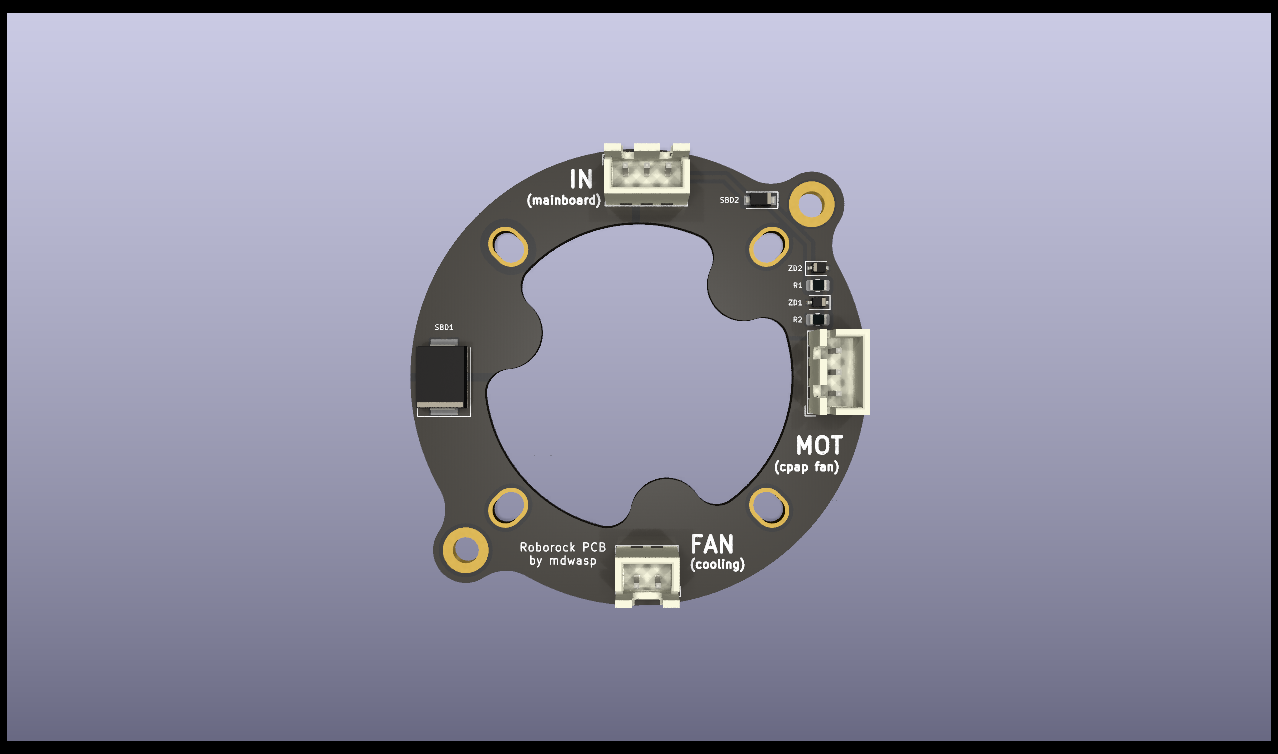 IN
(mainboard)
SBD2
ZD2
R1
ZD1
R2
SBD1
MOT
(cpap fan)
FAN
(cooling)
Roborock PCB
by mdwasp